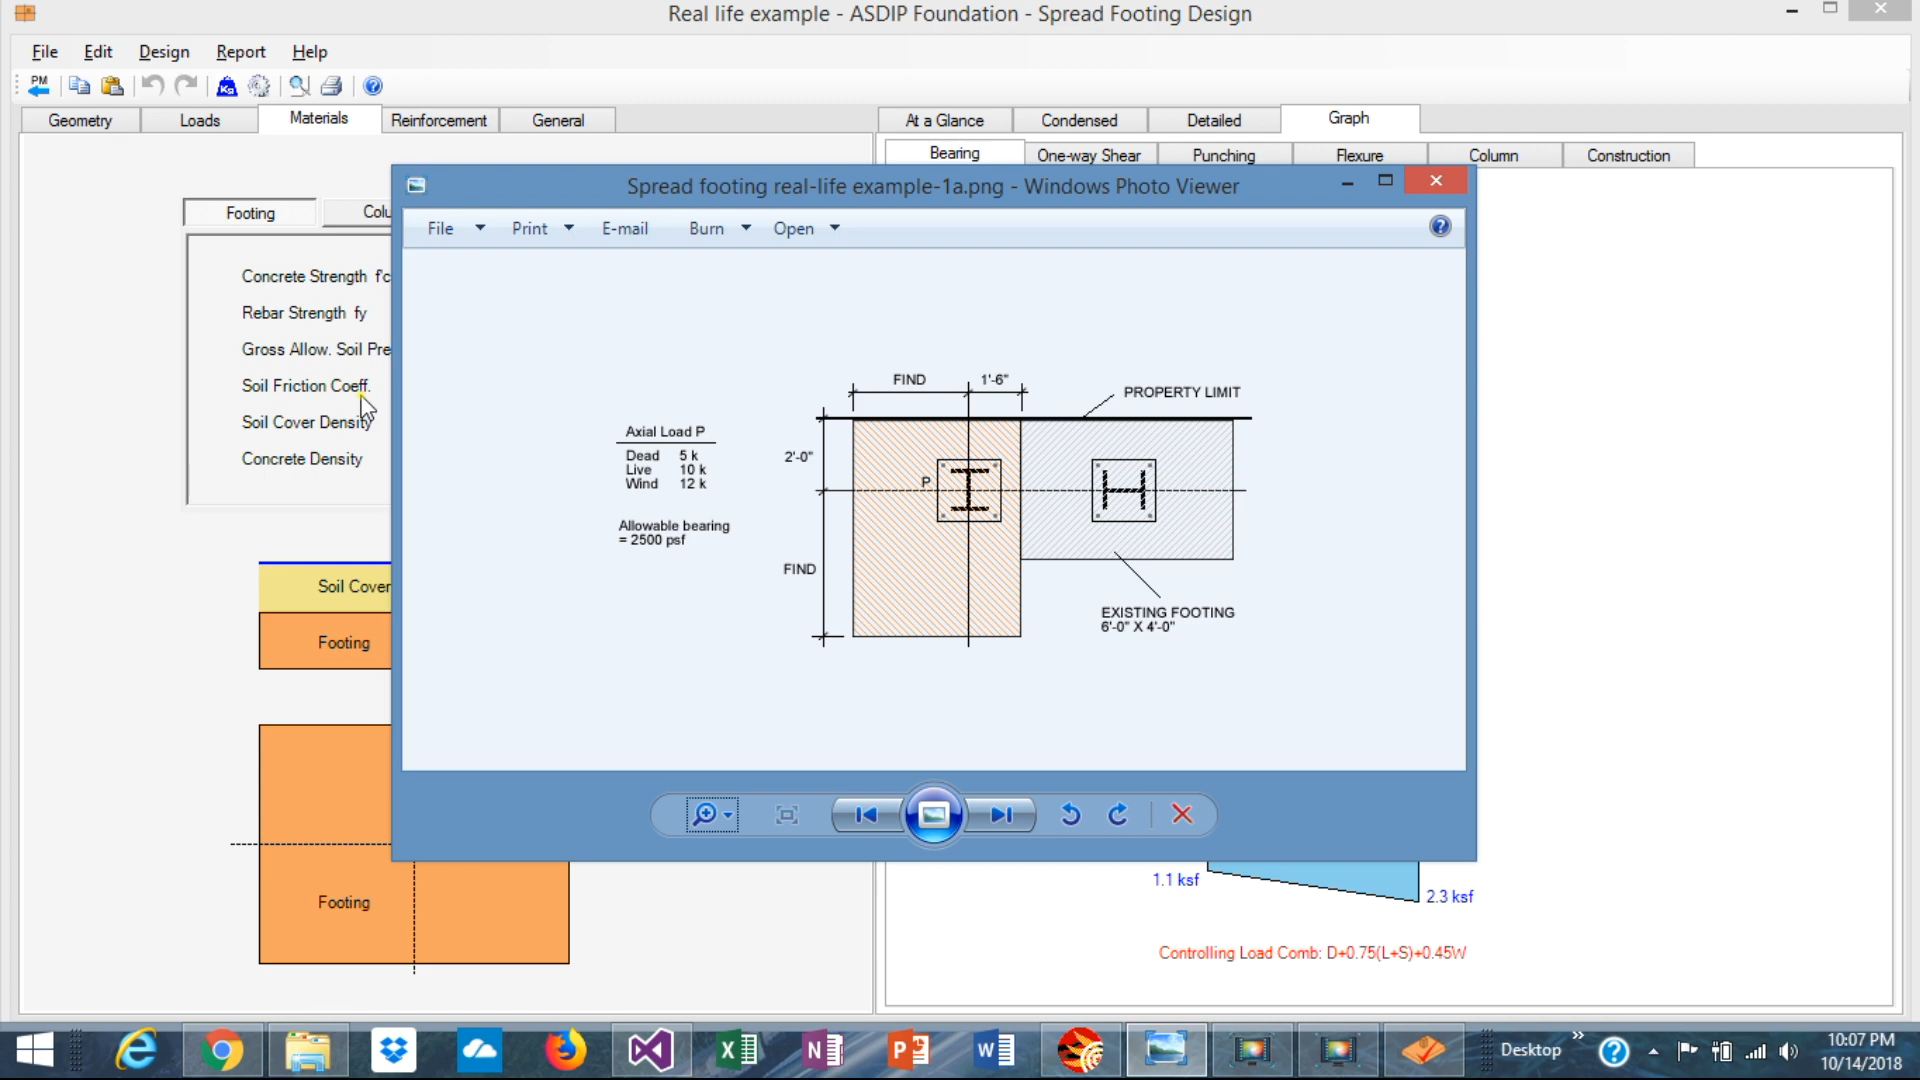 Real life example - ASDIP Foundation - Spread Footing Design
File Edit Design Report Help
PM
Kg
Geometry Loads Materials Reinforcement General
At a Glance Condensed Detailed Graph
Bearing One-way Shear Punching Flexure Column Construction
Spread footing real-life example-1a.png - Windows Photo Viewer
File Print E-mail Burn Open
Footing Colu
Concrete Strength f'c
Rebar Strength fy
Gross Allow. Soil Pre
Soil Friction Coeff.
Soil Cover Density
Concrete Density
FIND 1'-6"
PROPERTY LIMIT
Axial Load P
Dead 5 k
Live 10 k
Wind 12 k
2'-0"
P
Allowable bearing
= 2500 psf
FIND
EXISTING FOOTING
6'-0" X 4'-0"
Soil Cover
Footing
Footing
1.1 ksf
2.3 ksf
Controlling Load Comb: D+0.75(L+S)+0.45W
Desktop
10:07 PM
10/14/2018